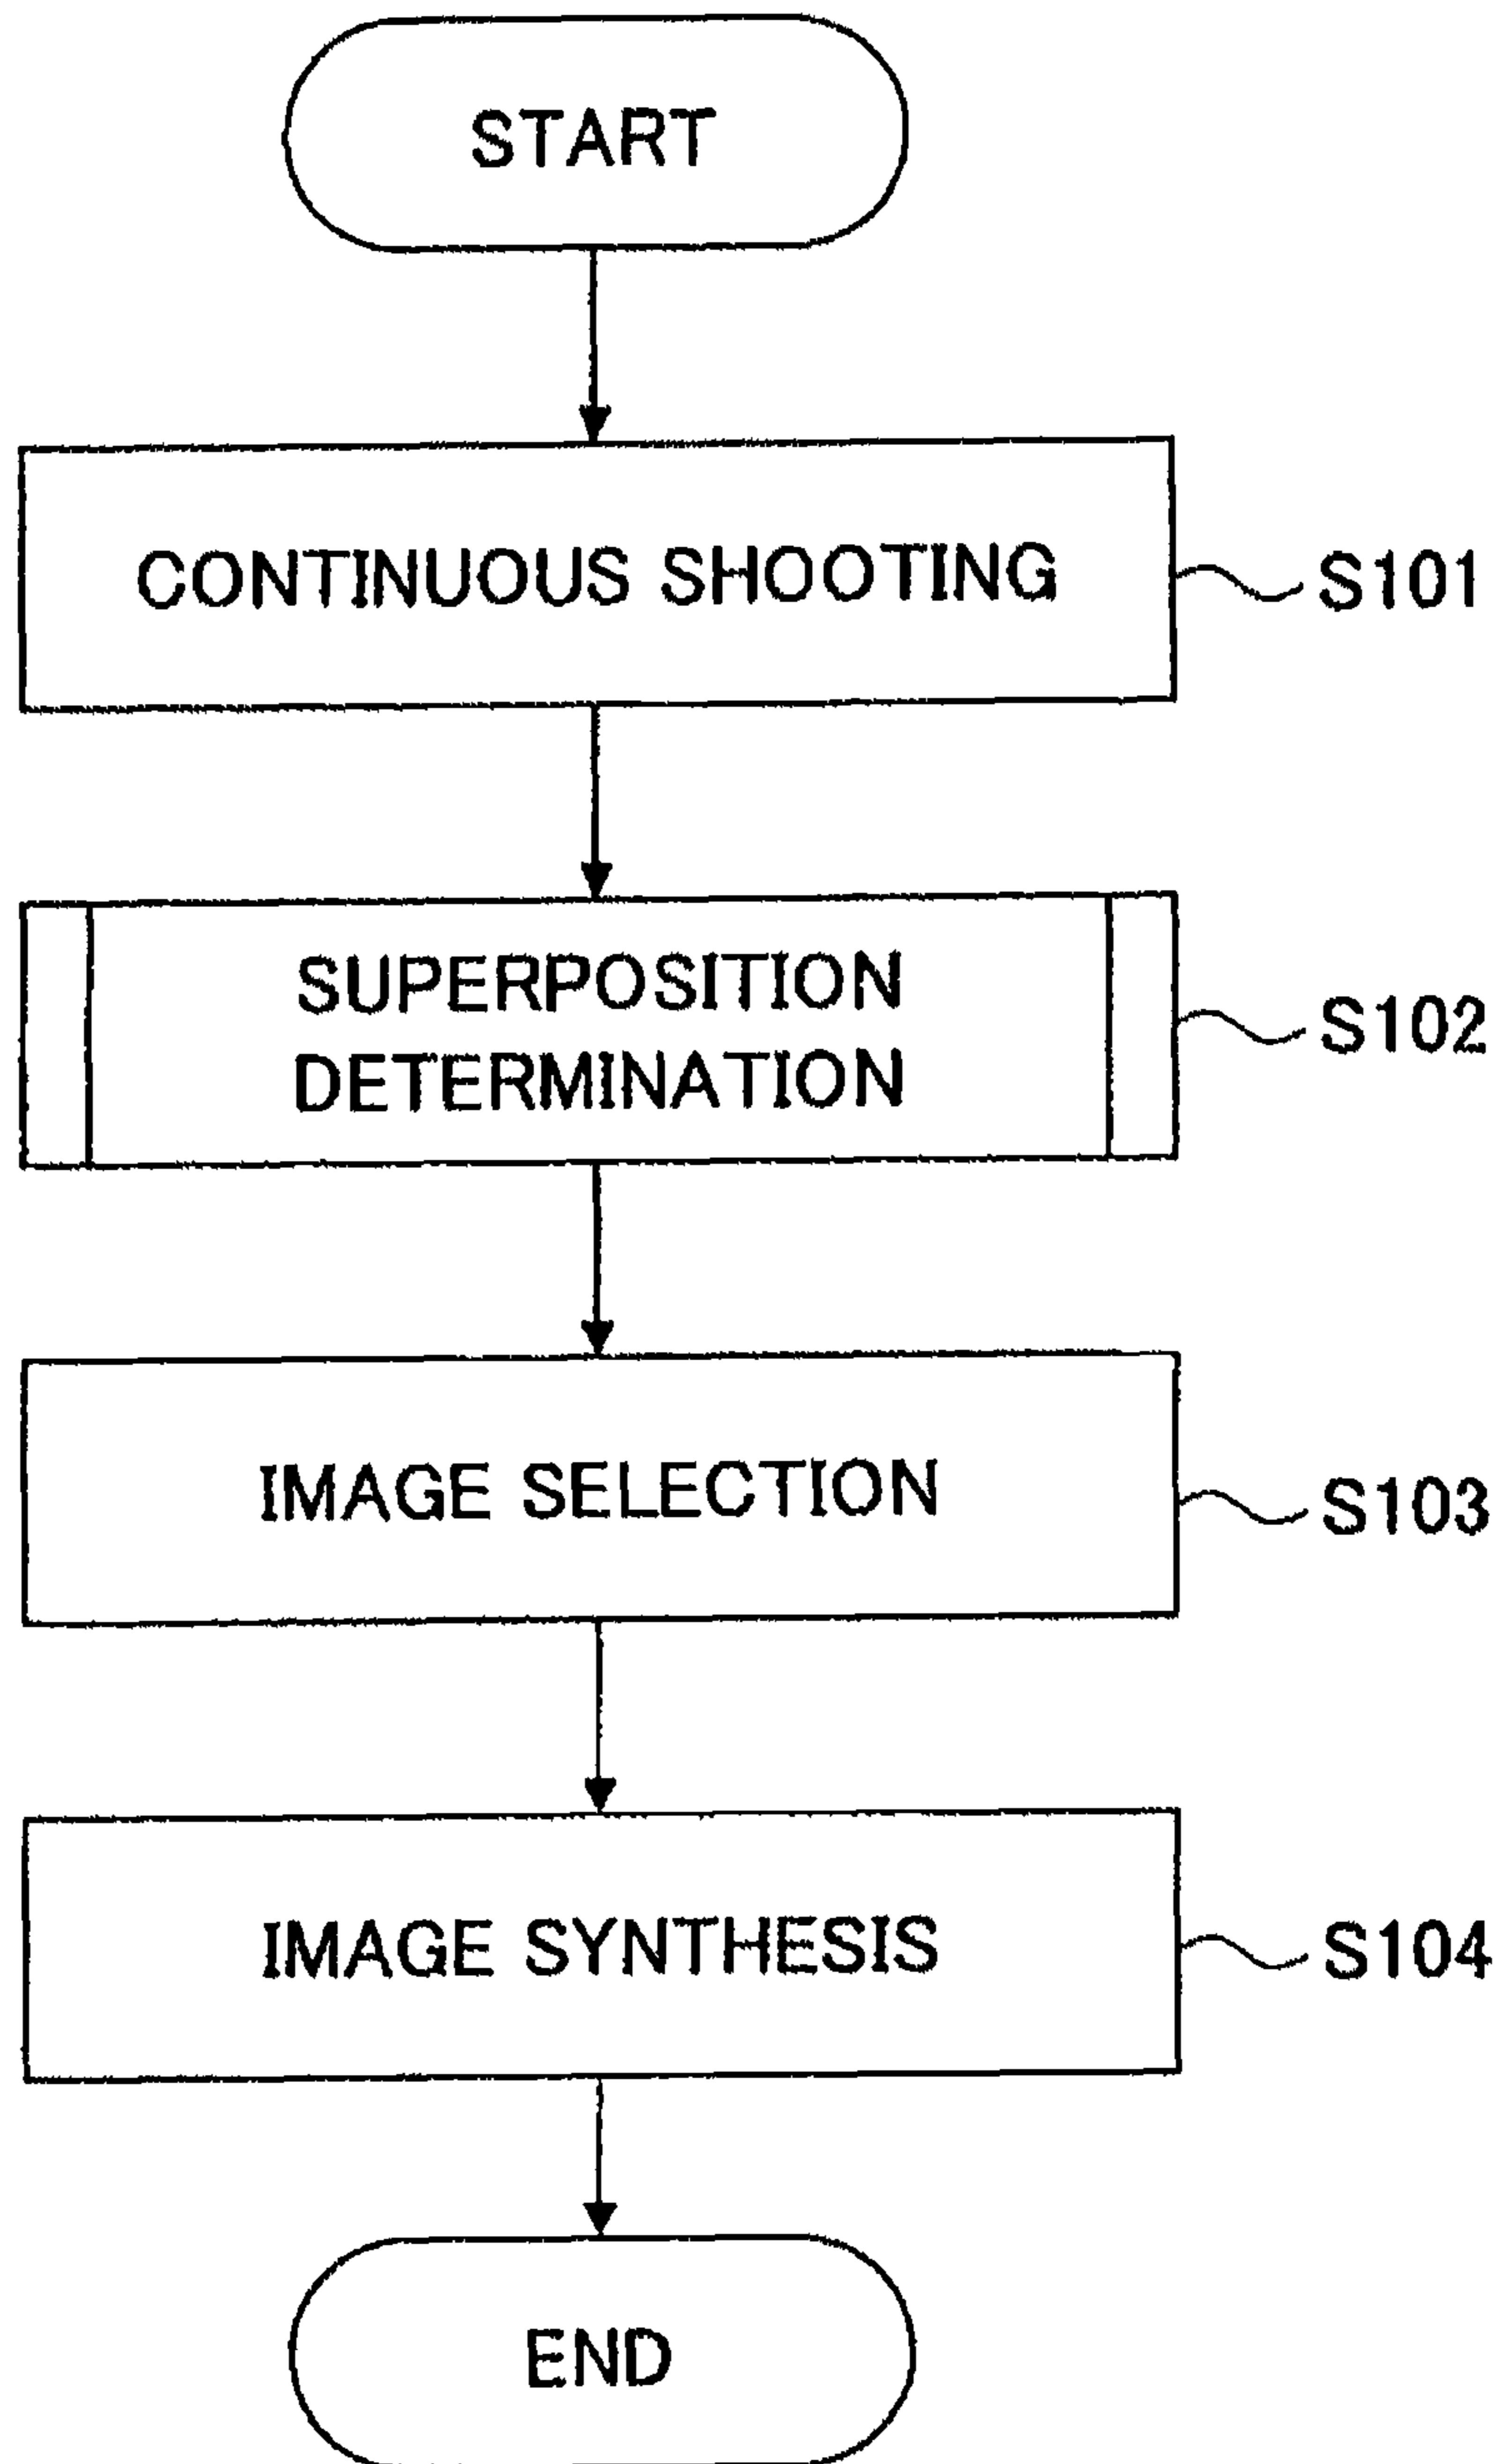 START
CONTINUOUS SHOOTING
S101
SUPERPOSITION
DETERMINATION
S102
IMAGE SELECTION
S103
IMAGE SYNTHESIS
S104
END